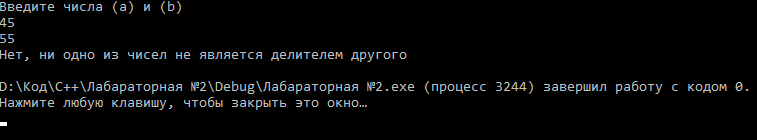 Введите числа (a) и (b)
45
55
Нет, ни одно из чисел не является делителем другого
D:\Код\C++\Лабараторная №2\Debug\Лабараторная №2.exe (процесс 3244) завершил работу с кодом 0.
Нажмите любую клавишу, чтобы закрыть это окно…